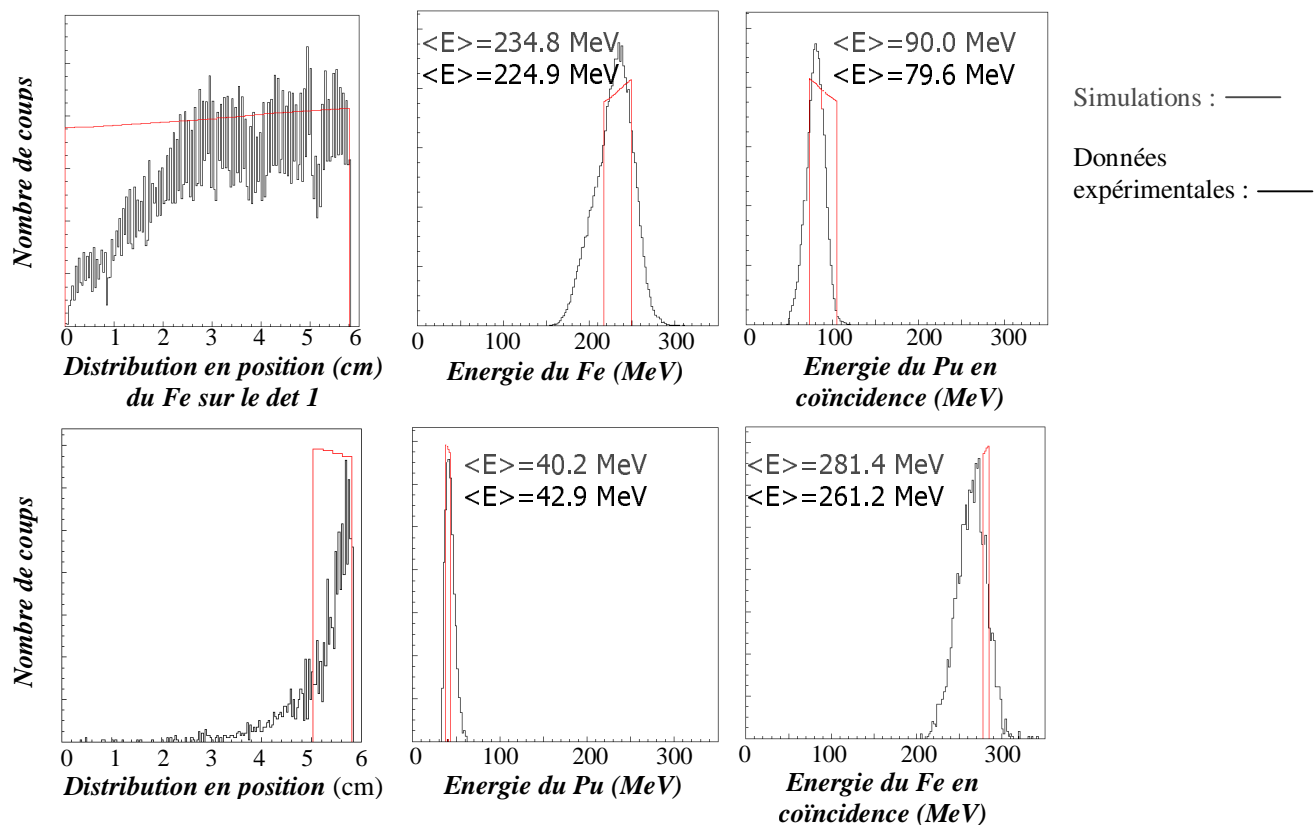 Nombre de coups
<E>=234.8 MeV
<E>=224.9 MeV
<E>=90.0 MeV
<E>=79.6 MeV
Simulations :
Données
expérimentales :
0 1 2 3 4 5 6
0 100 200 300
0 100 200 300
Distribution en position (cm)
du Fe sur le det 1
Energie du Fe (MeV)
Energie du Pu en
coïncidence (MeV)
Nombre de coups
<E>=40.2 MeV
<E>=42.9 MeV
<E>=281.4 MeV
<E>=261.2 MeV
0 1 2 3 4 5 6
0 100 200 300
0 100 200 300
Distribution en position (cm)
Energie du Pu (MeV)
Energie du Fe en
coïncidence (MeV)